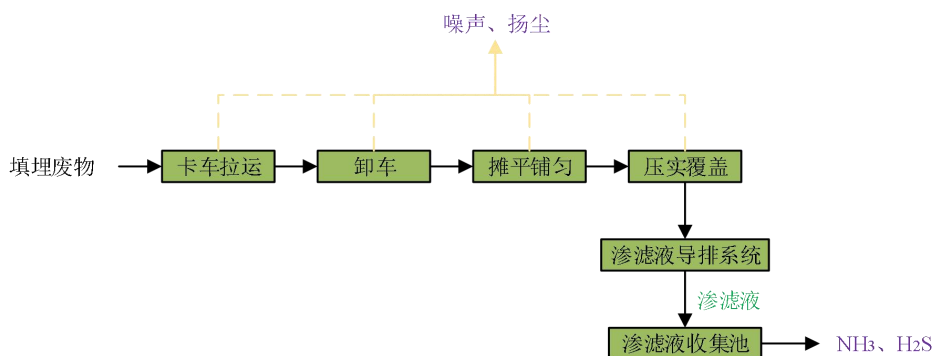 噪声、扬尘
填埋废物
卡车拉运
卸车
摊平铺匀
压实覆盖
渗滤液导排系统
渗滤液
渗滤液收集池
NH3、H2S